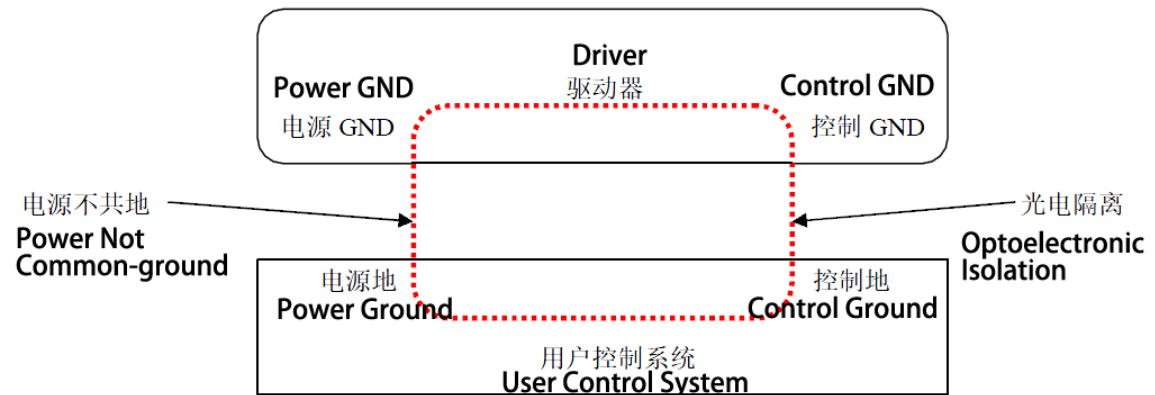 Driver
驱动器
Power GND
电源 GND
Control GND
控制 GND
电源不共地
Power Not
Common-ground
光电隔离
Optoelectronic
Isolation
电源地
Power Ground
控制地
Control Ground
用户控制系统
User Control System